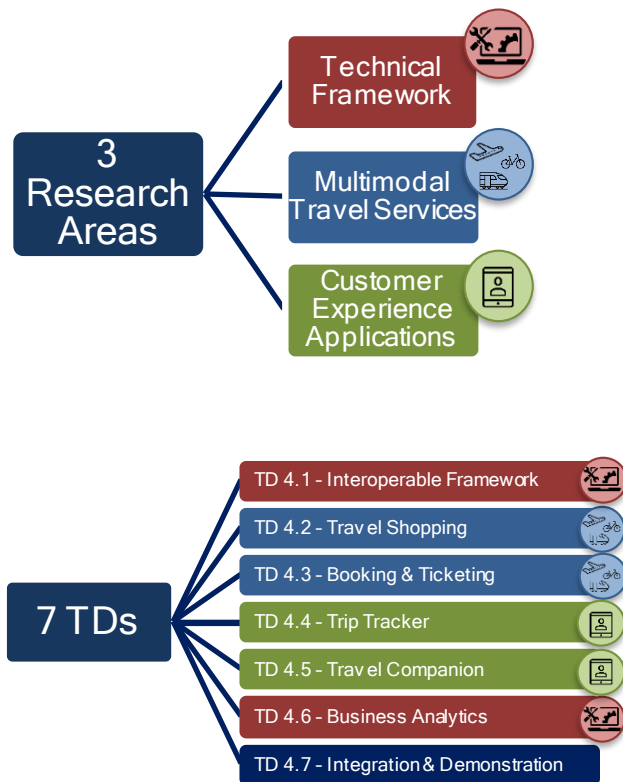 3
Research
Areas
Technical
Framework
Multimodal
Travel Services
Customer
Experience
Applications
7 TDs
TD 4.1 - Interoperable Framework
TD 4.2 - Travel Shopping
TD 4.3 - Booking & Ticketing
TD 4.4 - Trip Tracker
TD 4.5 - Travel Companion
TD 4.6 - Business Analytics
TD 4.7 - Integration & Demonstration